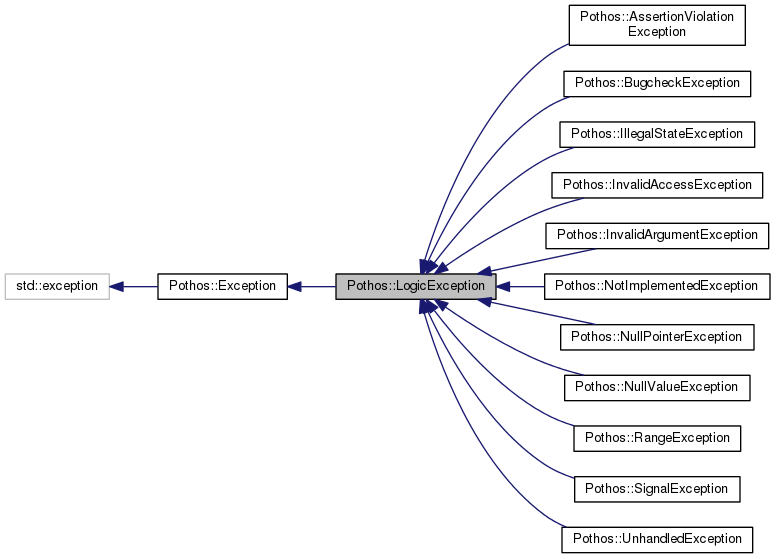 Pothos::AssertionViolation
Exception
Pothos::BugcheckException
Pothos::IllegalStateException
Pothos::InvalidAccessException
Pothos::InvalidArgumentException
std::exception
Pothos::Exception
Pothos::LogicException
Pothos::NotImplementedException
Pothos::NullPointerException
Pothos::NullValueException
Pothos::RangeException
Pothos::SignalException
Pothos::UnhandledException